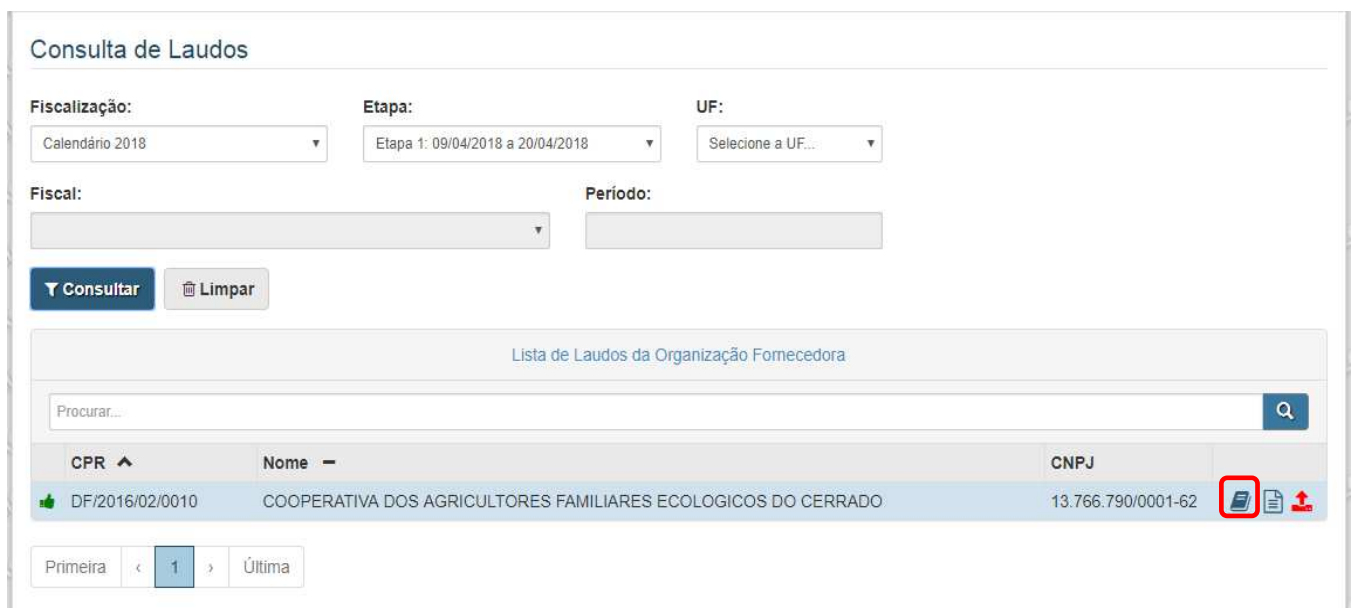 Consulta de Laudos
Fiscalização: Etapa: UF:
Calendário 2018 Etapa 1: 09/04/2018 a 20/04/2018 Selecione a UF...
Fiscal: Período:
Consultar Limpar
Lista de Laudos da Organização Fornecedora
Procurar...
CPR Nome CNPJ
DF/2016/02/0010 COOPERATIVA DOS AGRICULTORES FAMILIARES ECOLOGICOS DO CERRADO 13.766.790/0001-62
Primeira ‹ 1 › Última